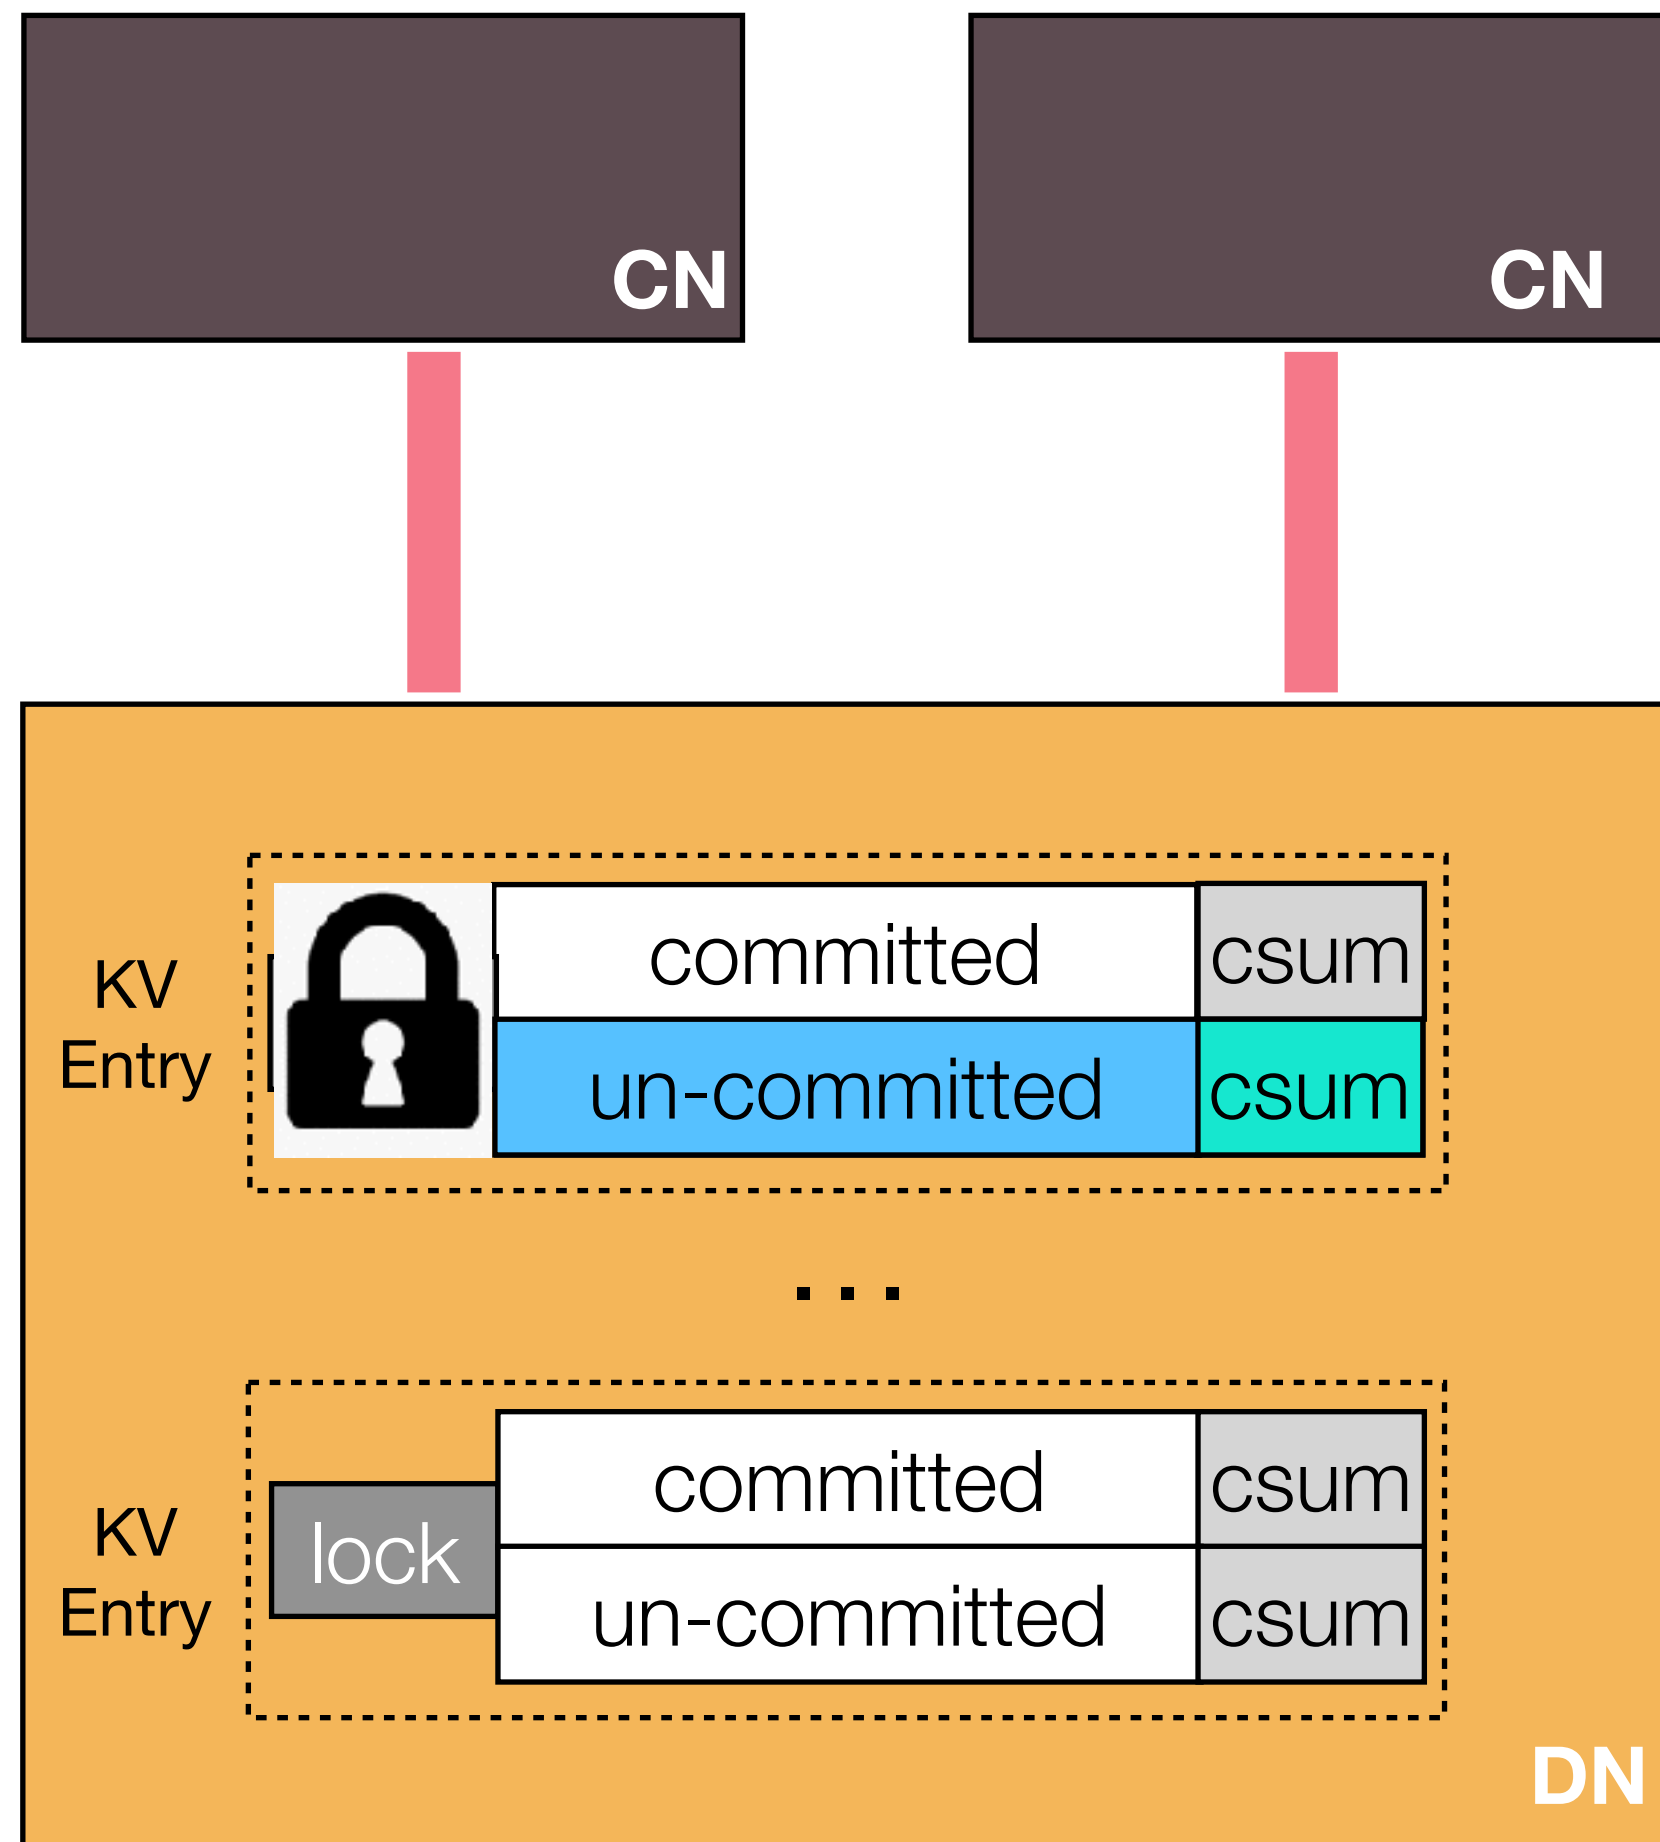 CN
CN
KV
Entry
committed
csum
un-committed
csum
...
KV
Entry
lock
committed
csum
un-committed
csum
DN